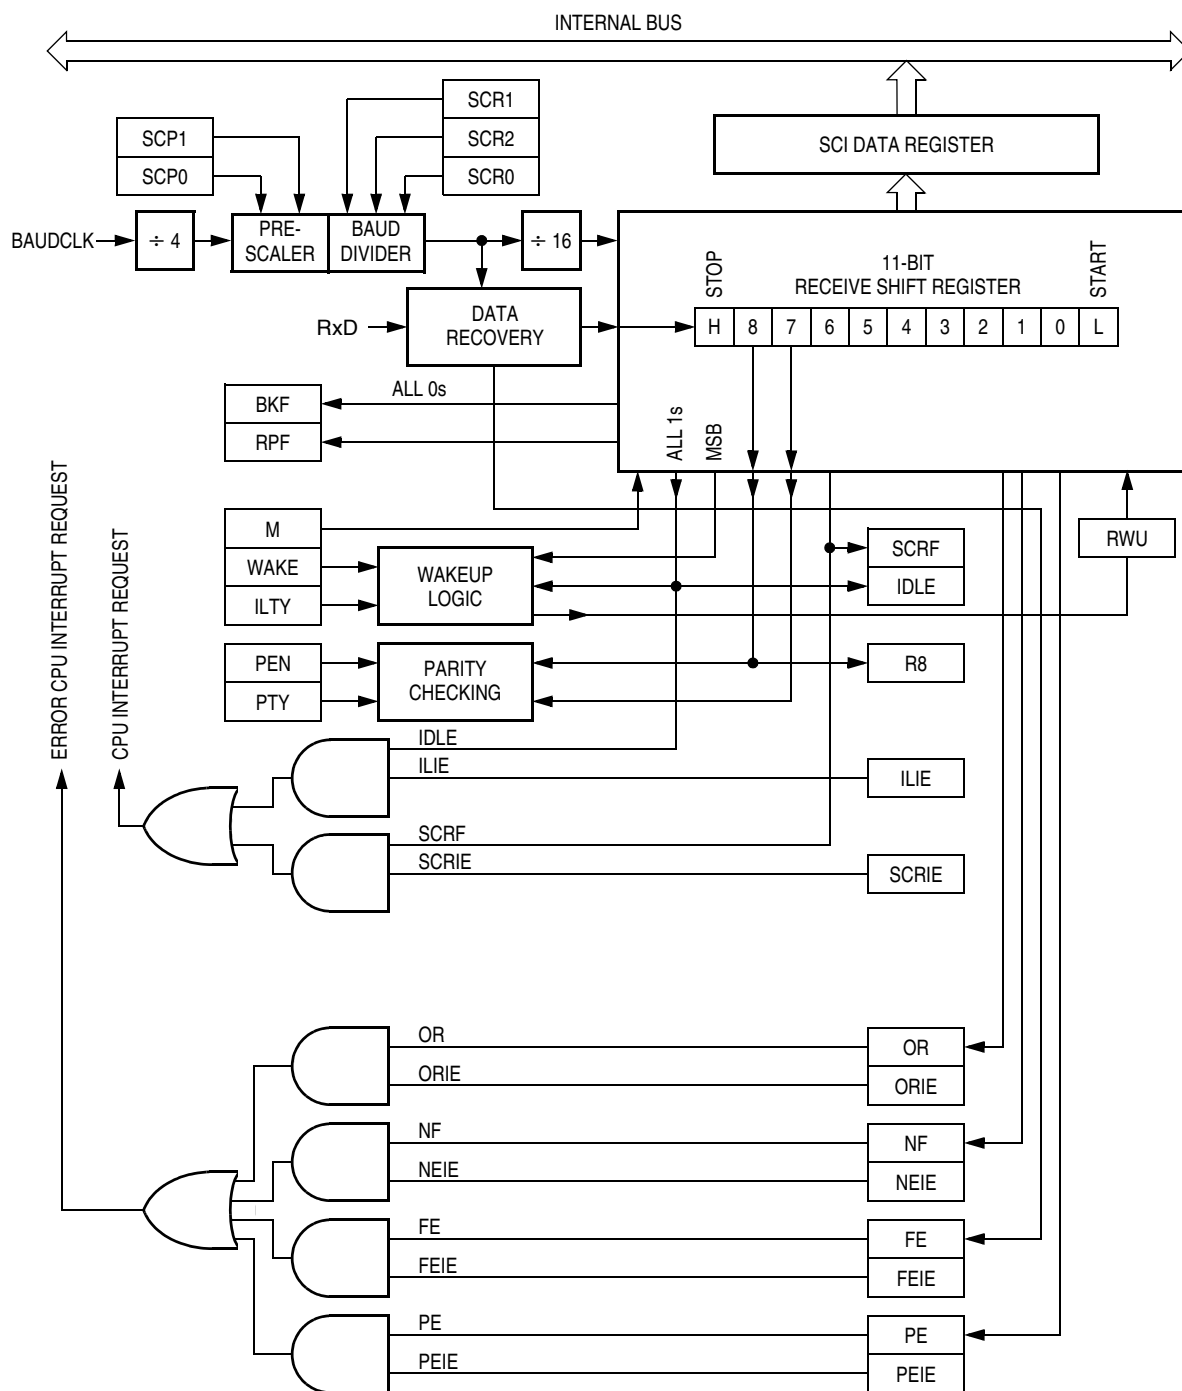 INTERNAL BUS
SCR1
SCP1
SCR2
SCI DATA REGISTER
SCP0
SCR0
BAUDCLK
÷ 4
PRE-
SCALER
BAUD
DIVIDER
÷ 16
STOP
11-BIT
RECEIVE SHIFT REGISTER
START
RxD
DATA
RECOVERY
H 8 7 6 5 4 3 2 1 0 L
BKF
ALL 0s
RPF
ALL 1s
MSB
ERROR CPU INTERRUPT REQUEST
CPU INTERRUPT REQUEST
M
WAKE
ILTY
WAKEUP
LOGIC
SCRF
IDLE
RWU
PEN
PTY
PARITY
CHECKING
R8
IDLE
ILIE
ILIE
SCRF
SCRIE
SCRIE
OR
OR
ORIE
ORIE
NF
NF
NEIE
NEIE
FE
FE
FEIE
FEIE
PE
PE
PEIE
PEIE